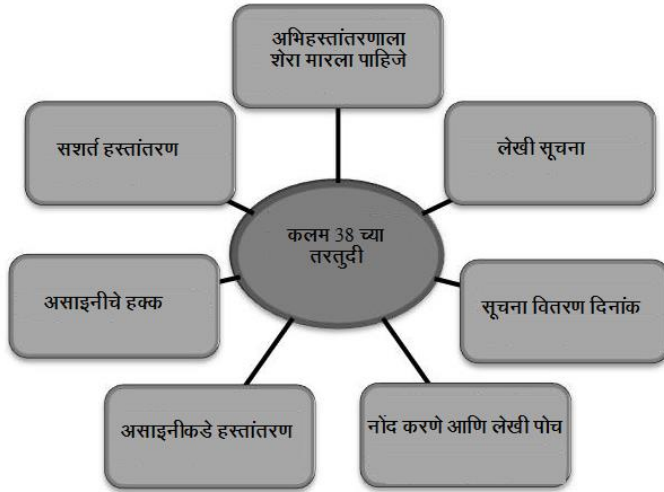 अभिहस्तांतरणाला
शेरा मारला पाहिजे
सशर्त हस्तांतरण
लेखी सूचना
कलम 38 च्या
तरतुदी
असाइनीचे हक्क
सूचना वितरण दिनांक
असाइनीकडे हस्तांतरण
नोंद करणे आणि लेखी पोच